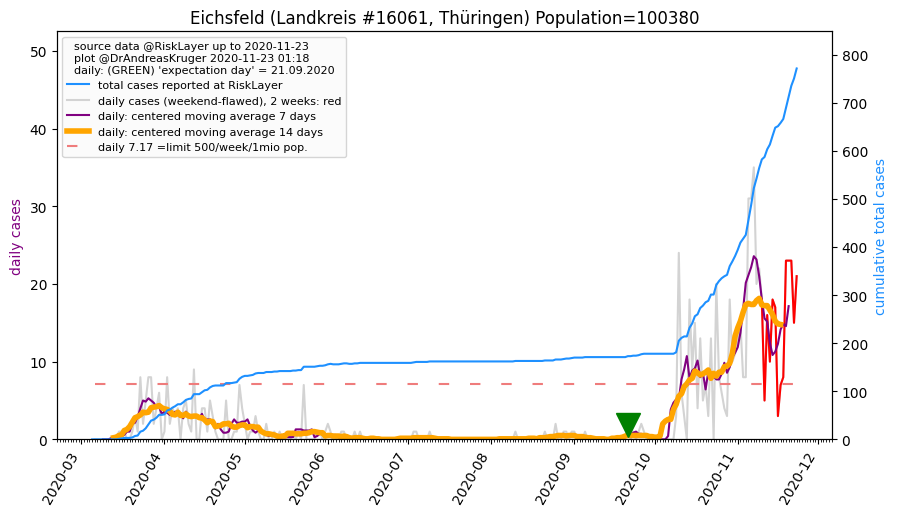 Eichsfeld (Landkreis #16061, Thüringen) Population=100380
source data @RiskLayer up to 2020-11-23
plot @DrAndreasKruger 2020-11-23 01:18
daily: (GREEN) 'expectation day' = 21.09.2020
total cases reported at RiskLayer
daily cases (weekend-flawed), 2 weeks: red
daily: centered moving average 7 days
daily: centered moving average 14 days
daily 7.17 =limit 500/week/1mio pop.
daily cases
50
40
30
20
10
0
cumulative total cases
800
700
600
500
400
300
200
100
0
2020-03
2020-04
2020-05
2020-06
2020-07
2020-08
2020-09
2020-10
2020-11
2020-12